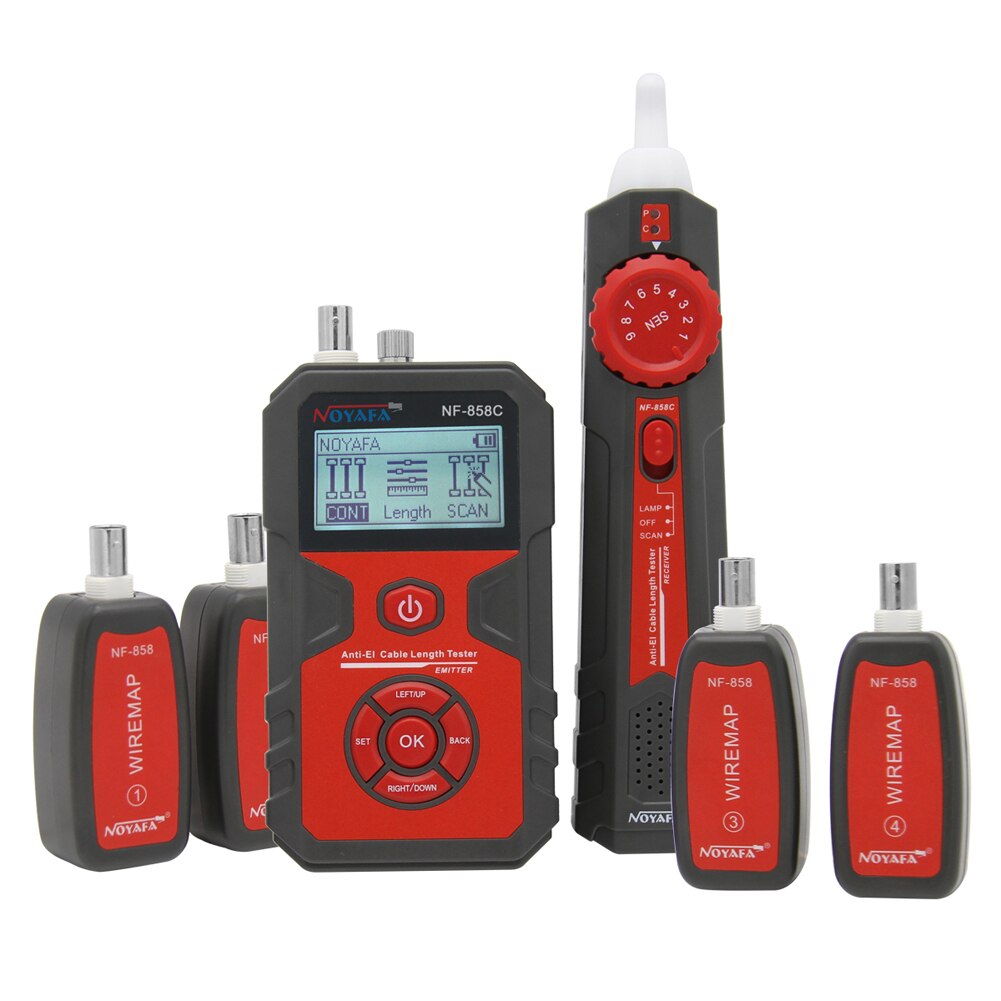 NOYAFA NF-858C
NOYAFA
CONT Length SCAN
Anti-EI Cable Length Tester
EMITTER
LEFT/UP
SET OK BACK
RIGHT/DOWN
P
C
9 8 7 6 5 4 3 2 1
SEN
NF-858C
LAMP
OFF
SCAN
Anti-EI Cable Length Tester
RECEIVER
NOYAFA
NF-858
WIREMAP
1
NOYAFA®
NF
NF-858
WIREMAP
3
NOYAFA®
NF-858
WIREMAP
4
NOYAFA®